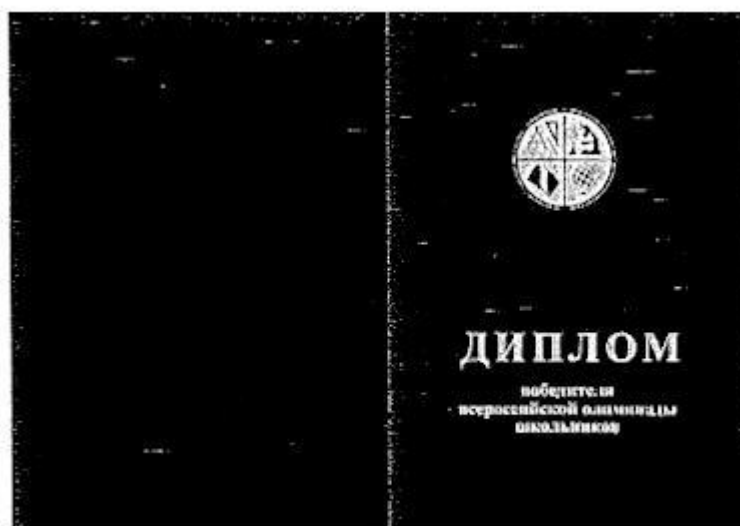 ДИПЛОМ
победителя
всероссийской олимпиады
школьников